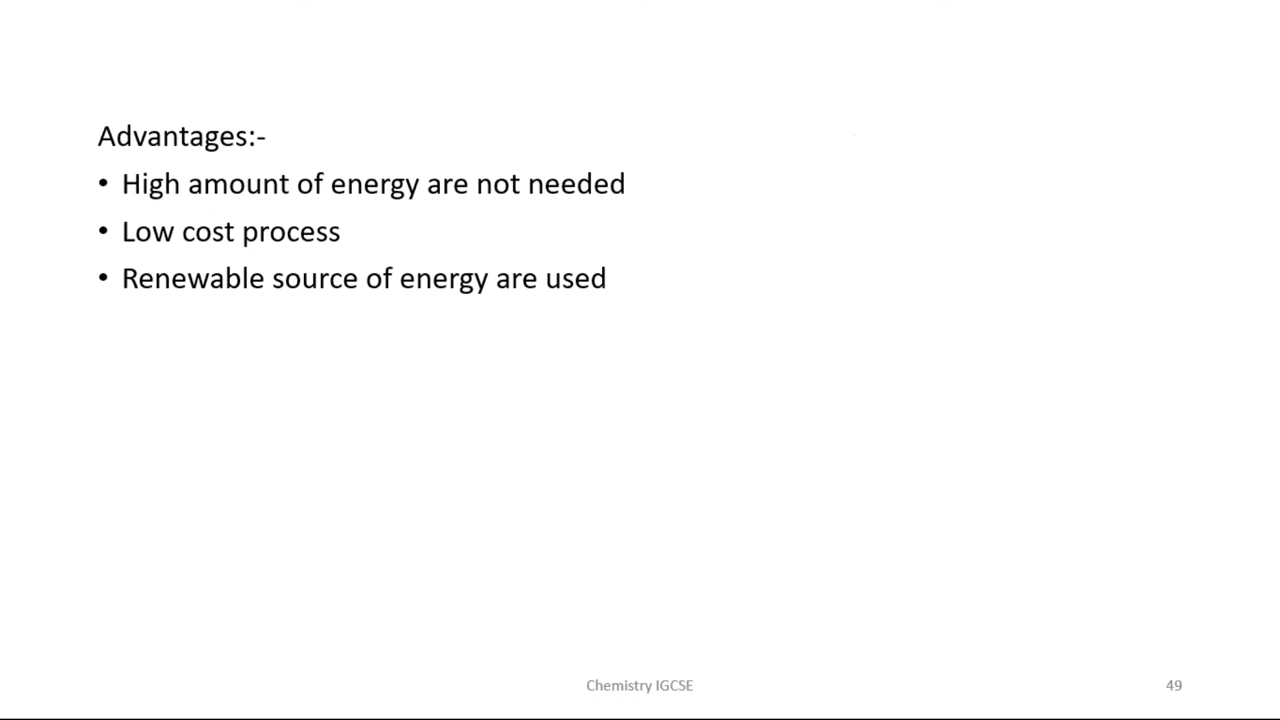 Advantages:-
• High amount of energy are not needed
• Low cost process
• Renewable source of energy are used
Chemistry IGCSE
49